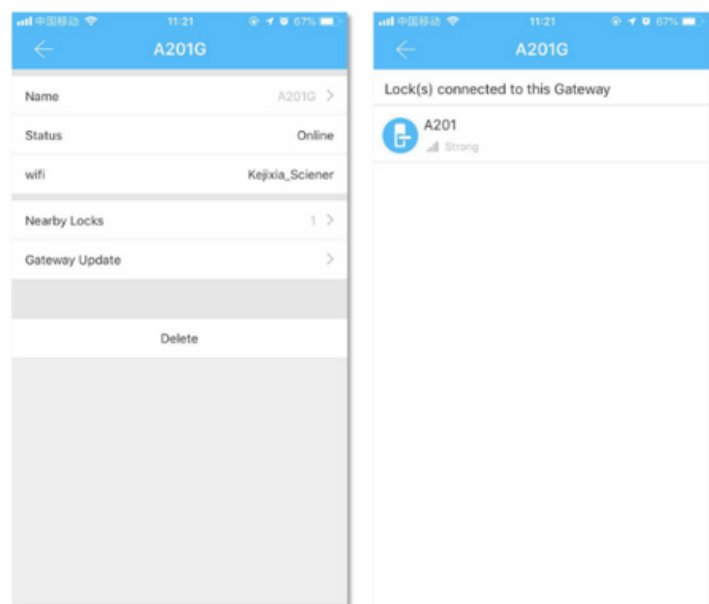 中国移动 11:21 67%
A201G
Name A201G
Status Online
wifi Kejixia_Sciener
Nearby Locks 1
Gateway Update
Delete
中国移动 11:21 67%
A201G
Lock(s) connected to this Gateway
A201
Strong